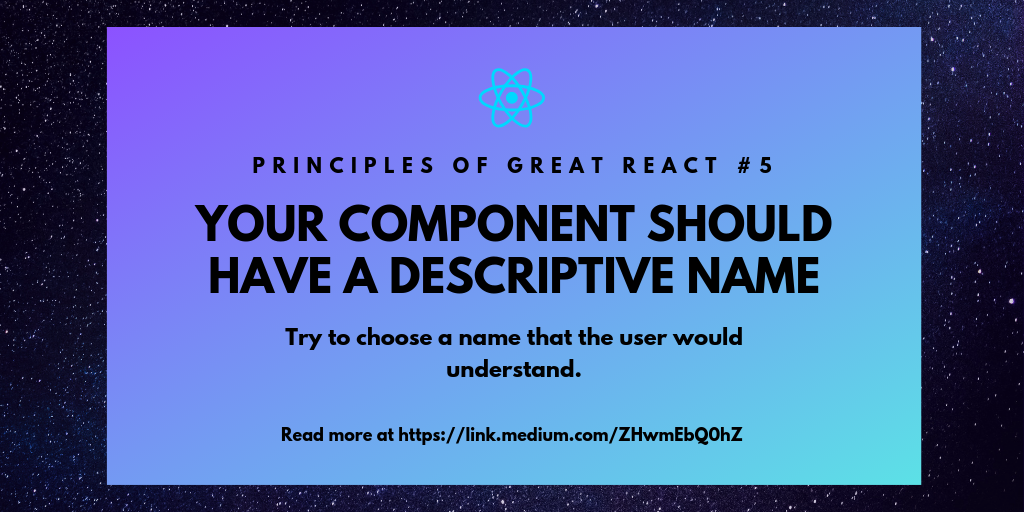 PRINCIPLES OF GREAT REACT #5
YOUR COMPONENT SHOULD
HAVE A DESCRIPTIVE NAME
Try to choose a name that the user would
understand.
Read more at https://link.medium.com/ZHwmEbQ0hZ